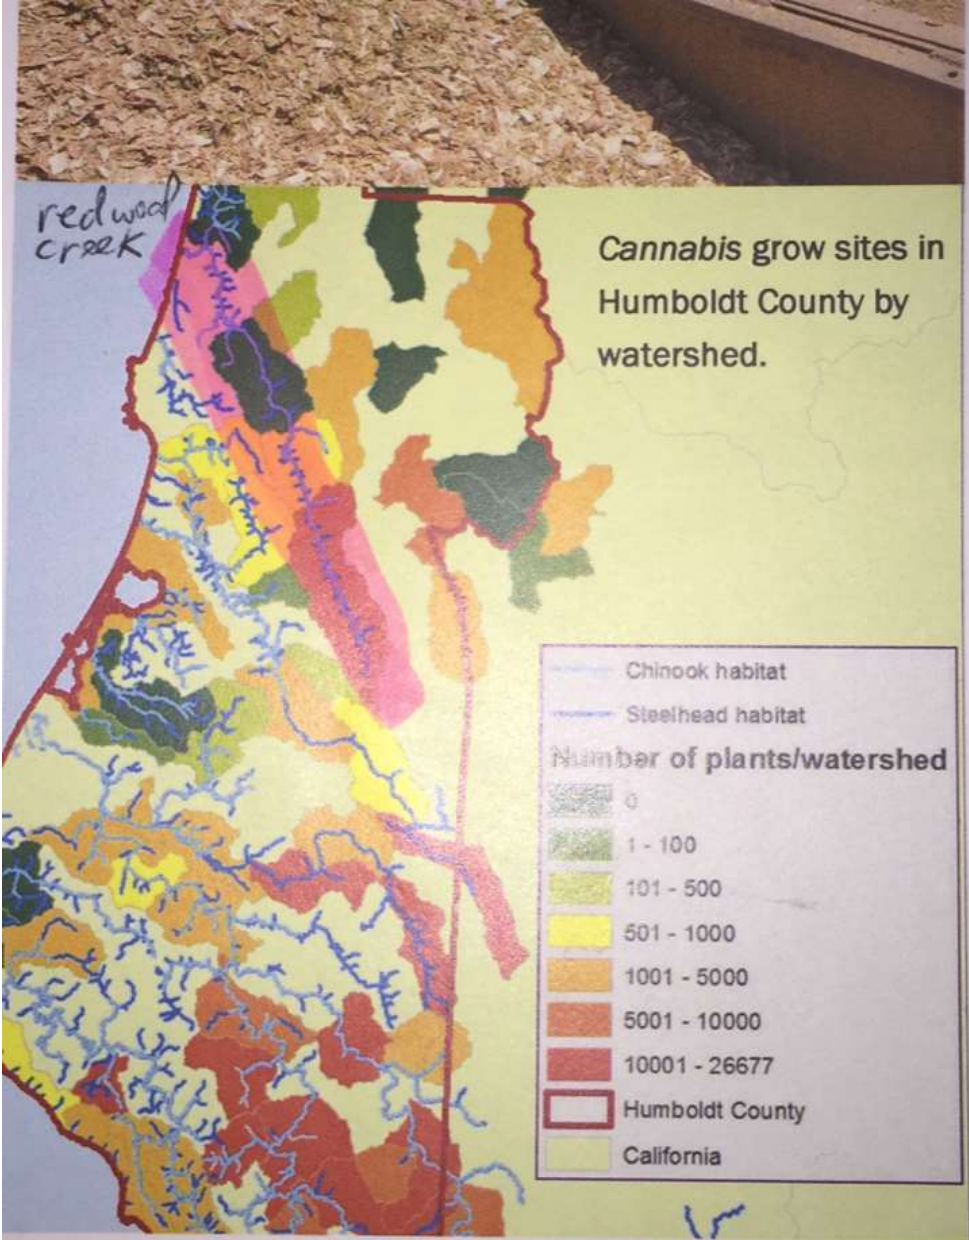 redwood
creek
Cannabis grow sites in
Humboldt County by
watershed.
Chinook habitat
Steelhead habitat
Number of plants/watershed
0
1 - 100
101 - 500
501 - 1000
1001 - 5000
5001 - 10000
10001 - 26677
Humboldt County
California